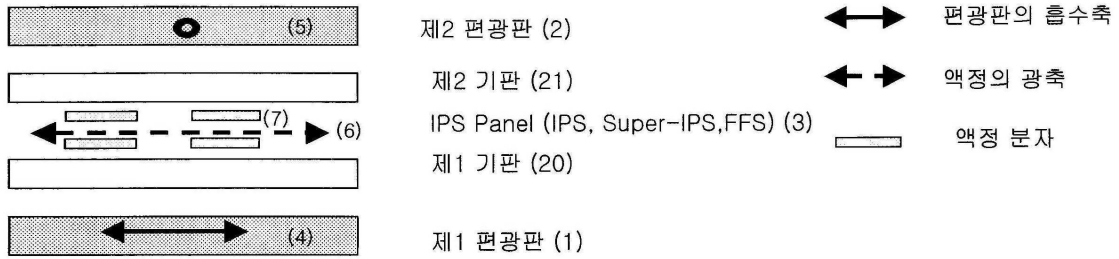 (5) 제2 편광판 (2) 편광판의 흡수축
제2 기판 (21) 액정의 광축
(7) (6) IPS Panel (IPS, Super-IPS,FFS) (3) 액정 분자
제1 기판 (20)
(4) 제1 편광판 (1)